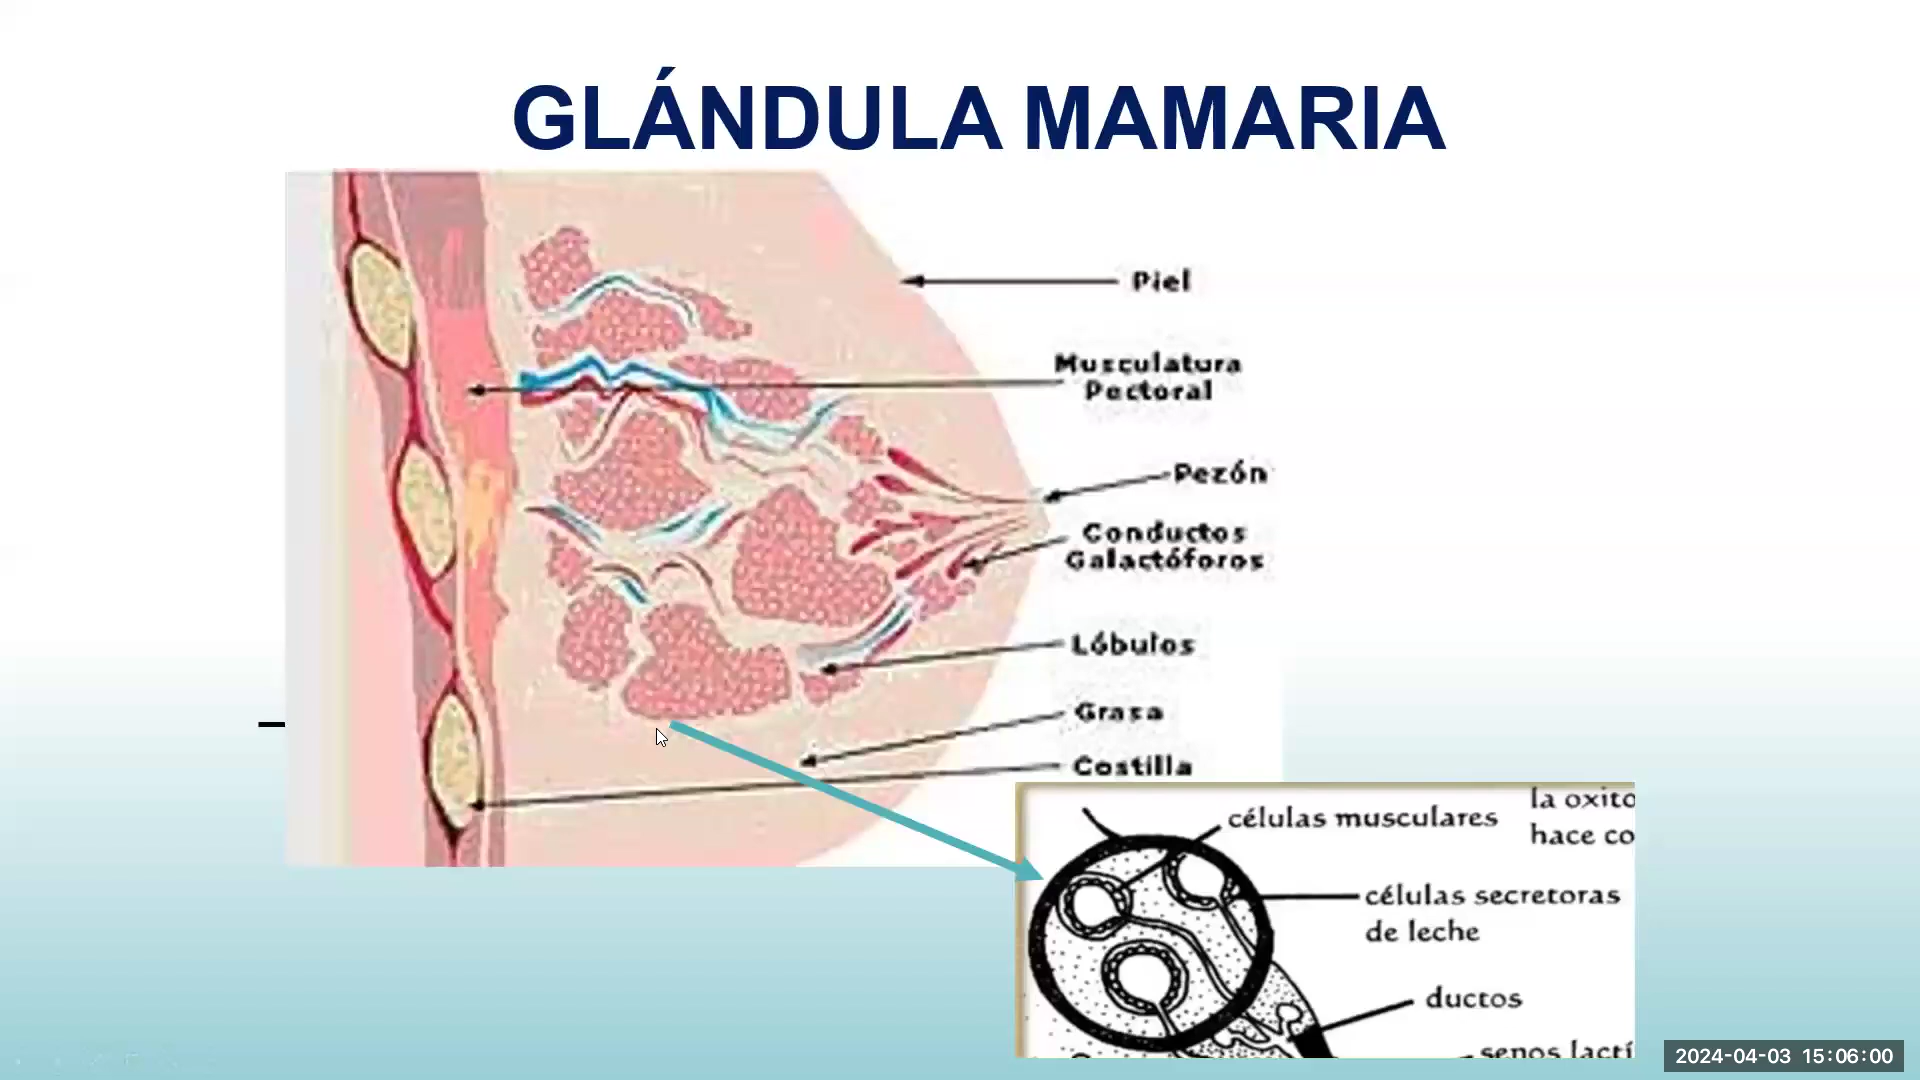 GLÁNDULA MAMARIA
Piel
Musculatura
Pectoral
Pezón
Conductos
Galactóforos
Lóbulos
Grasa
Costilla
células musculares
la oxito
hace co
células secretoras
de leche
ductos
senos lactí
2024-04-03 15:06:00